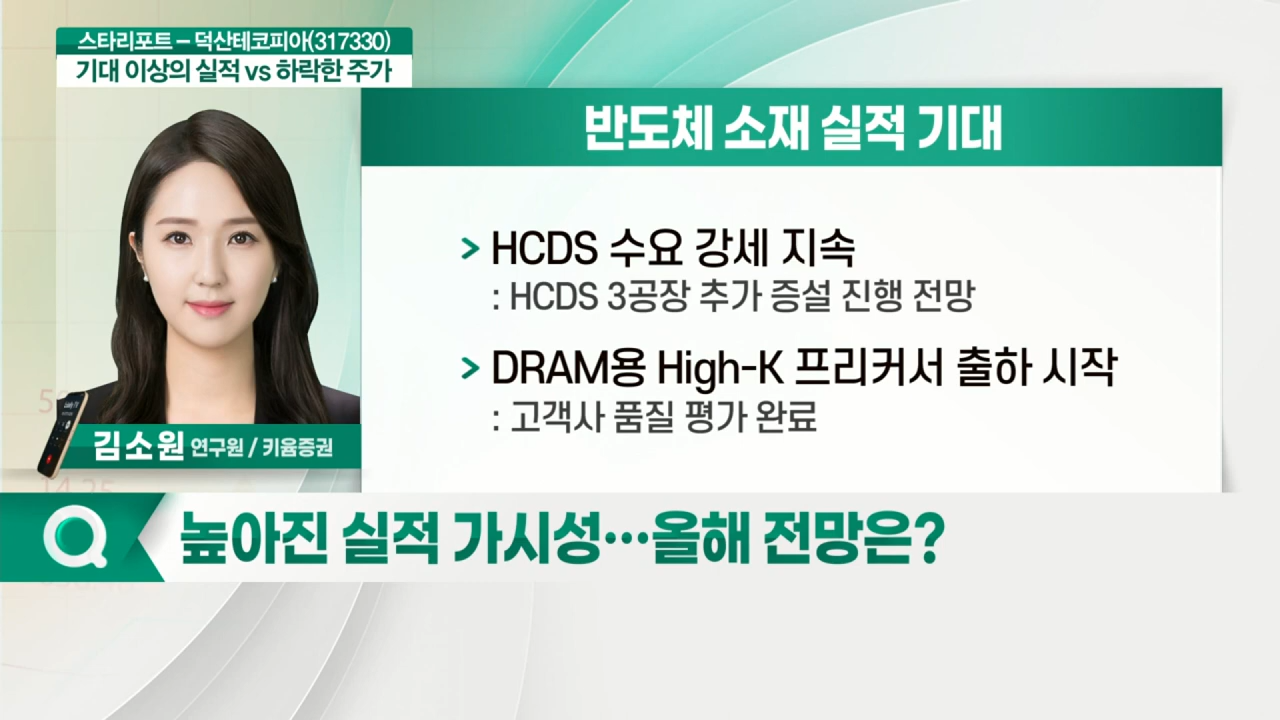 스타리포트 – 덕산테코피아(317330)
기대 이상의 실적 vs 하락한 주가
반도체 소재 실적 기대
> HCDS 수요 강세 지속
: HCDS 3공장 추가 증설 진행 전망
> DRAM용 High-K 프리커서 출하 시작
: 고객사 품질 평가 완료
김소원 연구원 / 키움증권
Q 높아진 실적 가시성…올해 전망은?